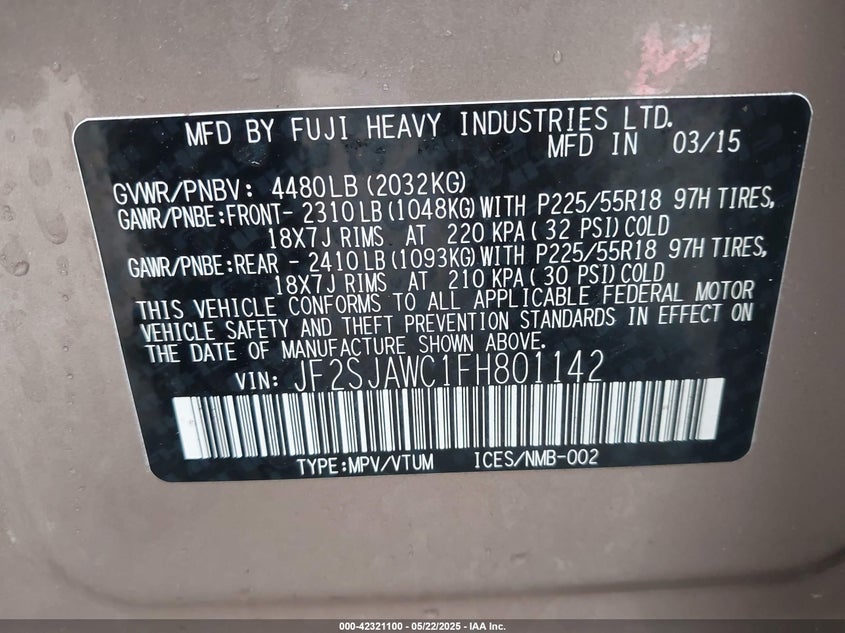 MFD BY FUJI HEAVY INDUSTRIES LTD.
MFD IN 03/15
GVWR/PNBV: 4480LB(2032KG)
GAWR/PNBE:FRONT- 2310LB(1048KG)WITH P225/55R18 97H TIRES,
18X7J RIMS AT 220 KPA( 32 PSI)COLD
GAWR/PNBE:REAR - 2410LB(1093KG)WITH P225/55R18 97H TIRES,
18X7J RIMS AT 210 KPA( 30 PSI)COLD
THIS VEHICLE CONFORMS TO ALL APPLICABLE FEDERAL MOTOR
VEHICLE SAFETY AND THEFT PREVENTION STANDARDS IN EFFECT ON
THE DATE OF MANUFACTURE SHOWN ABOVE.
VIN: JF2SJAWC1FH801142
TYPE:MPV/VTUM ICES/NMB-002
000-42321100 - 05/22/2025 - IAA Inc.